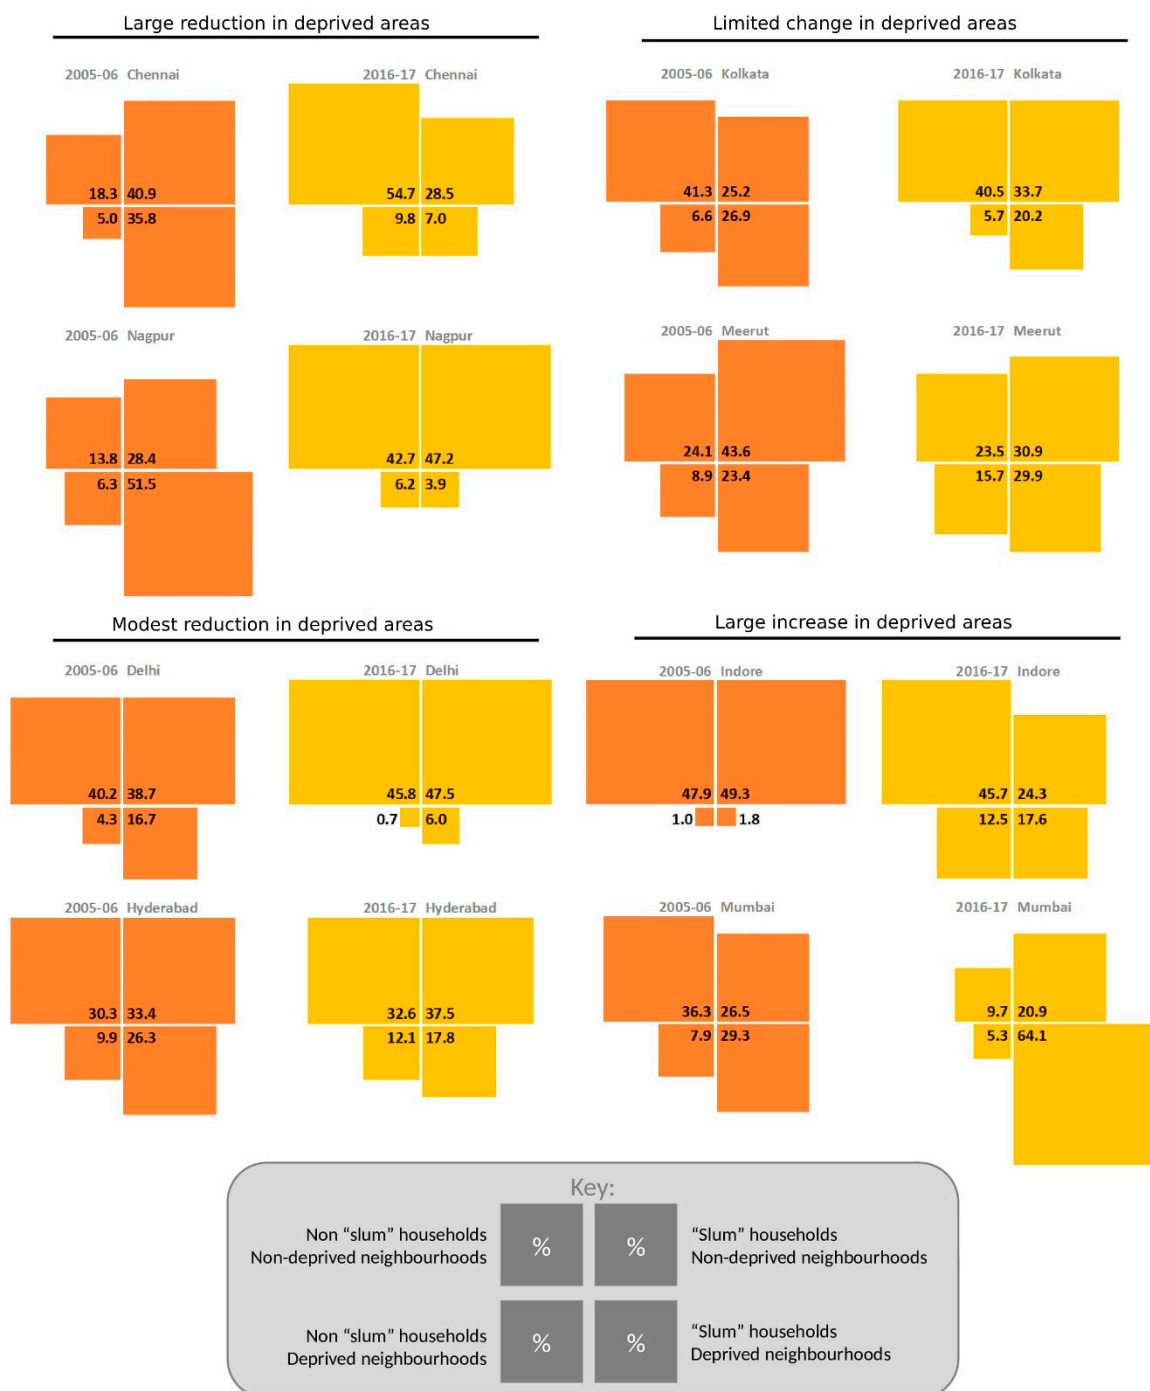 Large reduction in deprived areas
Limited change in deprived areas
2005-06 Chennai
2016-17 Chennai
2005-06 Kolkata
2016-17 Kolkata
18.3 40.9
5.0 35.8
54.7 28.5
9.8 7.0
41.3 25.2
6.6 26.9
40.5 33.7
5.7 20.2
2005-06 Nagpur
2016-17 Nagpur
2005-06 Meerut
2016-17 Meerut
13.8 28.4
6.3 51.5
42.7 47.2
6.2 3.9
24.1 43.6
8.9 23.4
23.5 30.9
15.7 29.9
Modest reduction in deprived areas
Large increase in deprived areas
2005-06 Delhi
2016-17 Delhi
2005-06 Indore
2016-17 Indore
40.2 38.7
4.3 16.7
45.8 47.5
0.7 6.0
47.9 49.3
1.0 1.8
45.7 24.3
12.5 17.6
2005-06 Hyderabad
2016-17 Hyderabad
2005-06 Mumbai
2016-17 Mumbai
30.3 33.4
9.9 26.3
32.6 37.5
12.1 17.8
36.3 26.5
7.9 29.3
9.7 20.9
5.3 64.1
Key:
Non “slum” households
Non-deprived neighbourhoods
% %
“Slum” households
Non-deprived neighbourhoods
Non “slum” households
Deprived neighbourhoods
% %
“Slum” households
Deprived neighbourhoods